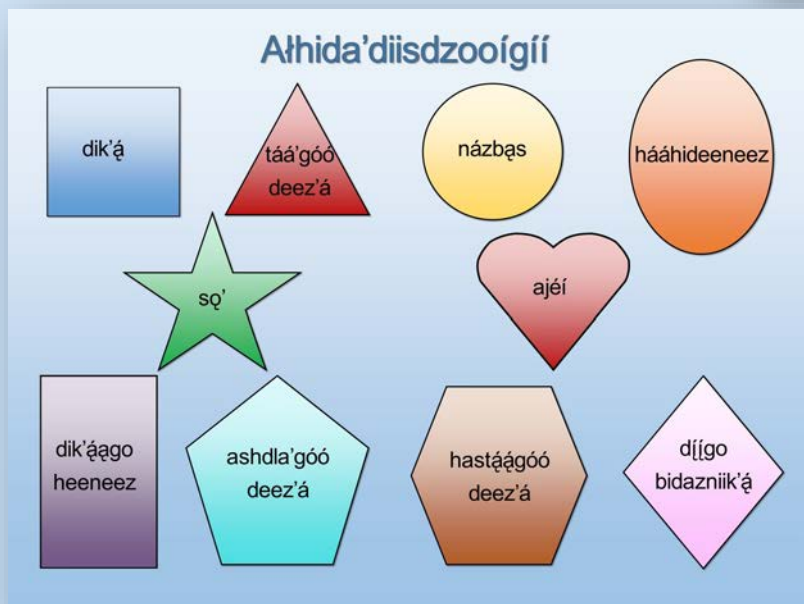 Ałhida’diisdzooígíí
dik’ą́
táá’góó
deez’á
názbąs
hááhideeneez
sǫ’
ajéí
dik’ą́ągo
heeneez
ashdla’góó
deez’á
hastą́ą́góó
deez’á
dį́į́go
bidazniik’ą́